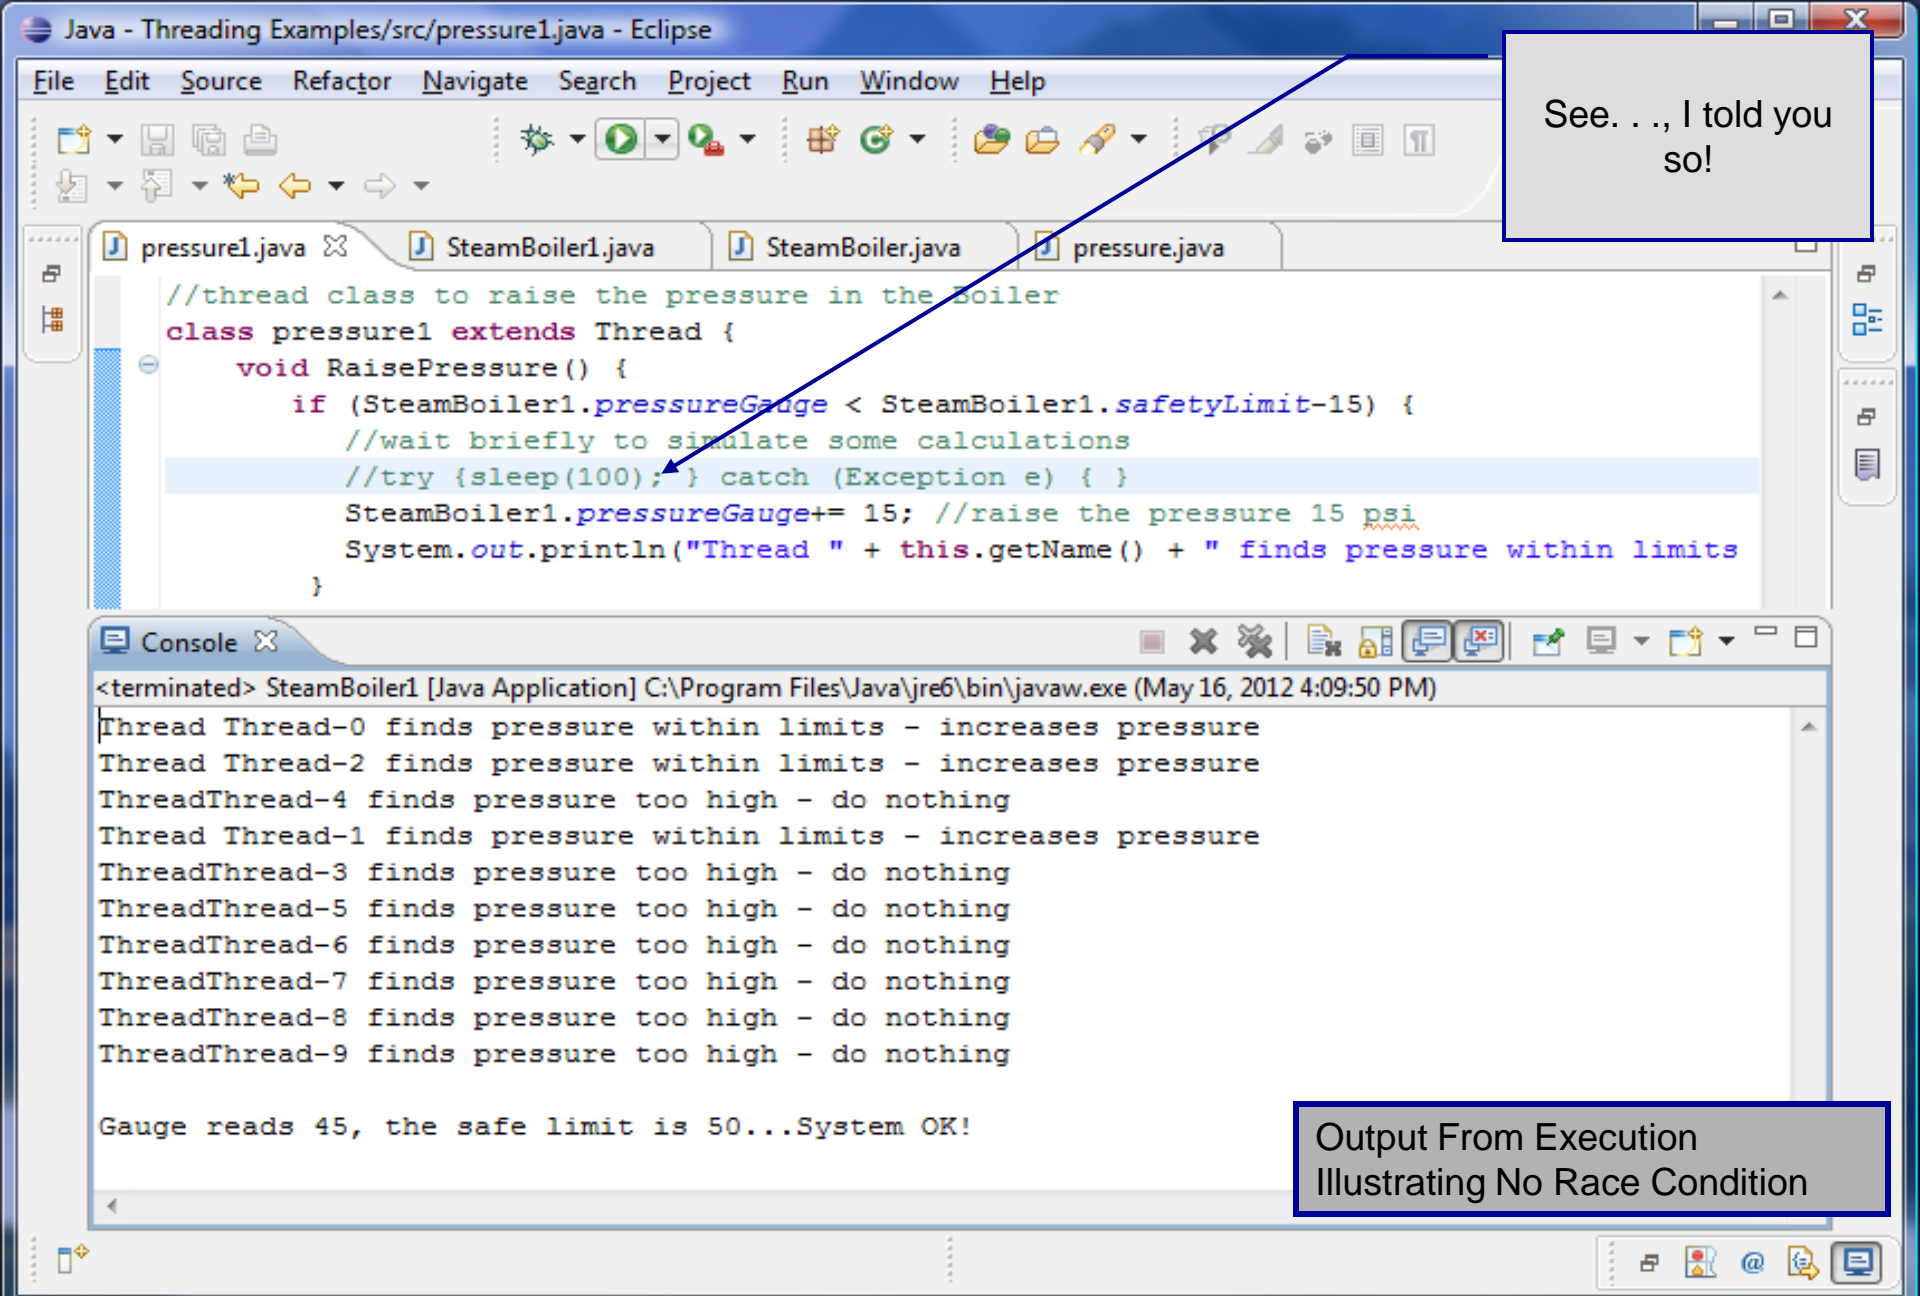 Java - Threading Examples/src/pressure1.java - Eclipse
File Edit Source Refactor Navigate Search Project Run Window Help
See. . ., I told you
so!
pressure1.java SteamBoiler1.java SteamBoiler.java pressure.java
//thread class to raise the pressure in the Boiler
class pressure1 extends Thread {
void RaisePressure() {
if (SteamBoiler1.pressureGauge < SteamBoiler1.safetyLimit-15) {
//wait briefly to simulate some calculations
//try {sleep(100); } catch (Exception e) { }
SteamBoiler1.pressureGauge+= 15; //raise the pressure 15 psi
System.out.println("Thread " + this.getName() + " finds pressure within limits
}
Console
<terminated> SteamBoiler1 [Java Application] C:\Program Files\Java\jre6\bin\javaw.exe (May 16, 2012 4:09:50 PM)
Thread Thread-0 finds pressure within limits - increases pressure
Thread Thread-2 finds pressure within limits - increases pressure
ThreadThread-4 finds pressure too high - do nothing
Thread Thread-1 finds pressure within limits - increases pressure
ThreadThread-3 finds pressure too high - do nothing
ThreadThread-5 finds pressure too high - do nothing
ThreadThread-6 finds pressure too high - do nothing
ThreadThread-7 finds pressure too high - do nothing
ThreadThread-8 finds pressure too high - do nothing
ThreadThread-9 finds pressure too high - do nothing
Gauge reads 45, the safe limit is 50...System OK!
Output From Execution
Illustrating No Race Condition